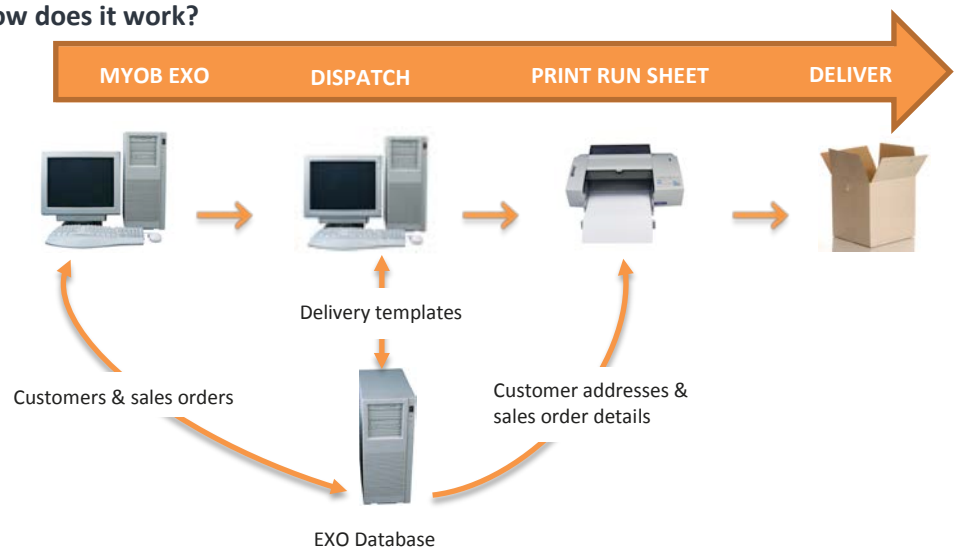 ow does it work?
MYOB EXO
DISPATCH
PRINT RUN SHEET
DELIVER
Delivery templates
Customers & sales orders
Customer addresses &
sales order details
EXO Database